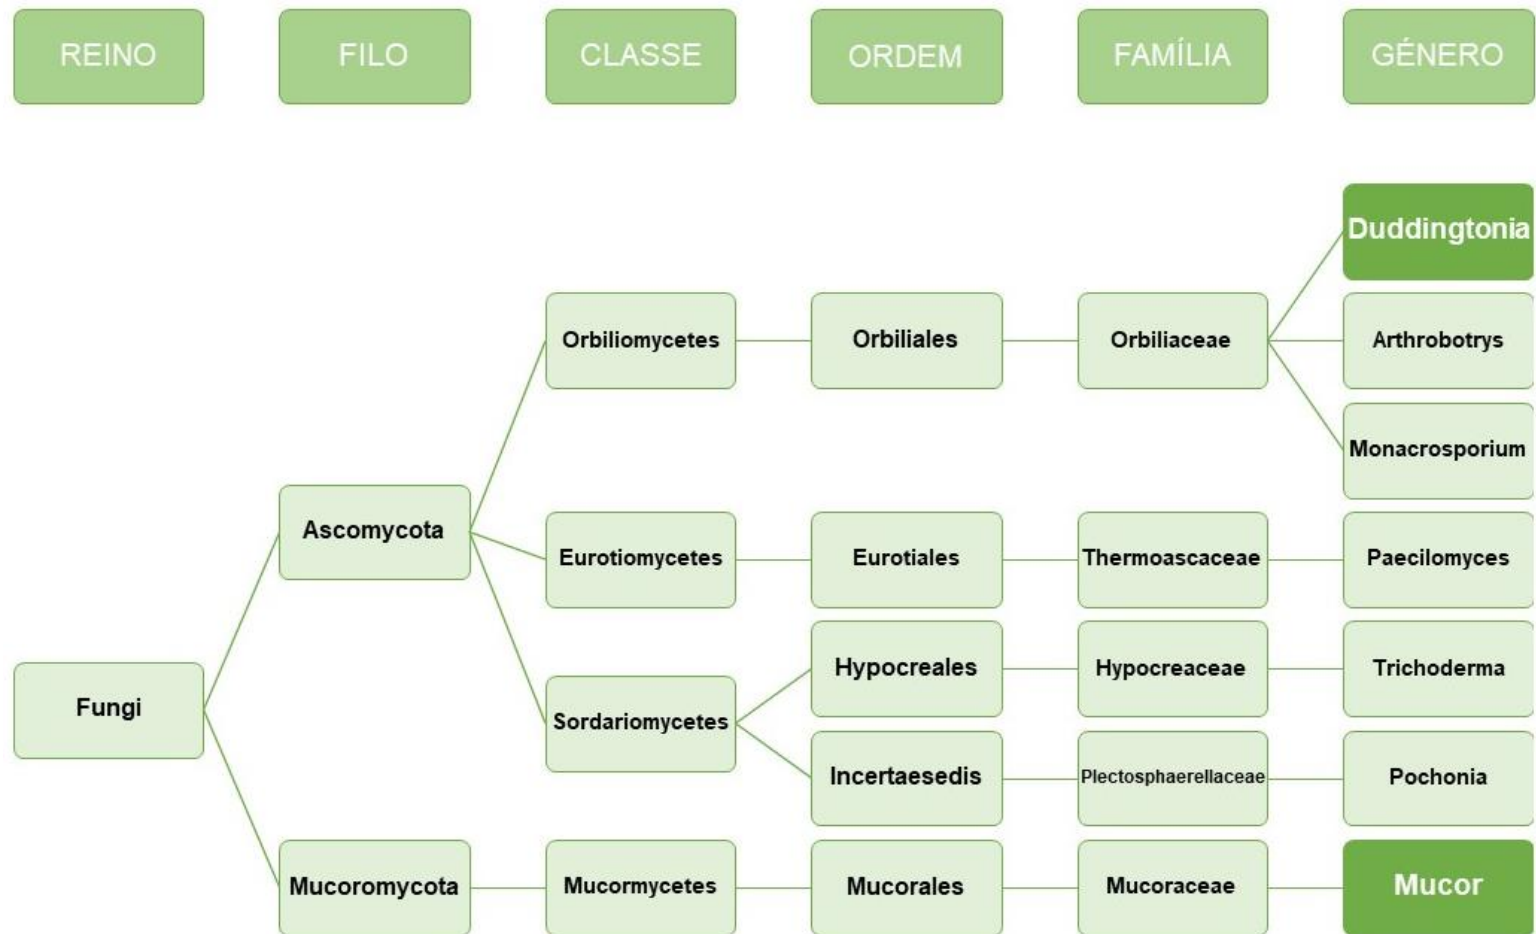 REINO
FILO
CLASSE
ORDEM
FAMÍLIA
GÉNERO
Duddingtonia
Orbiliomycetes
Orbiliales
Orbiliaceae
Arthrobotrys
Monacrosporium
Ascomycota
Eurotiomycetes
Eurotiales
Thermoascaceae
Paecilomyces
Hypocreales
Hypocreaceae
Trichoderma
Fungi
Sordariomycetes
Incertaesedis
Plectosphaerellaceae
Pochonia
Mucoromycota
Mucormycetes
Mucorales
Mucoraceae
Mucor